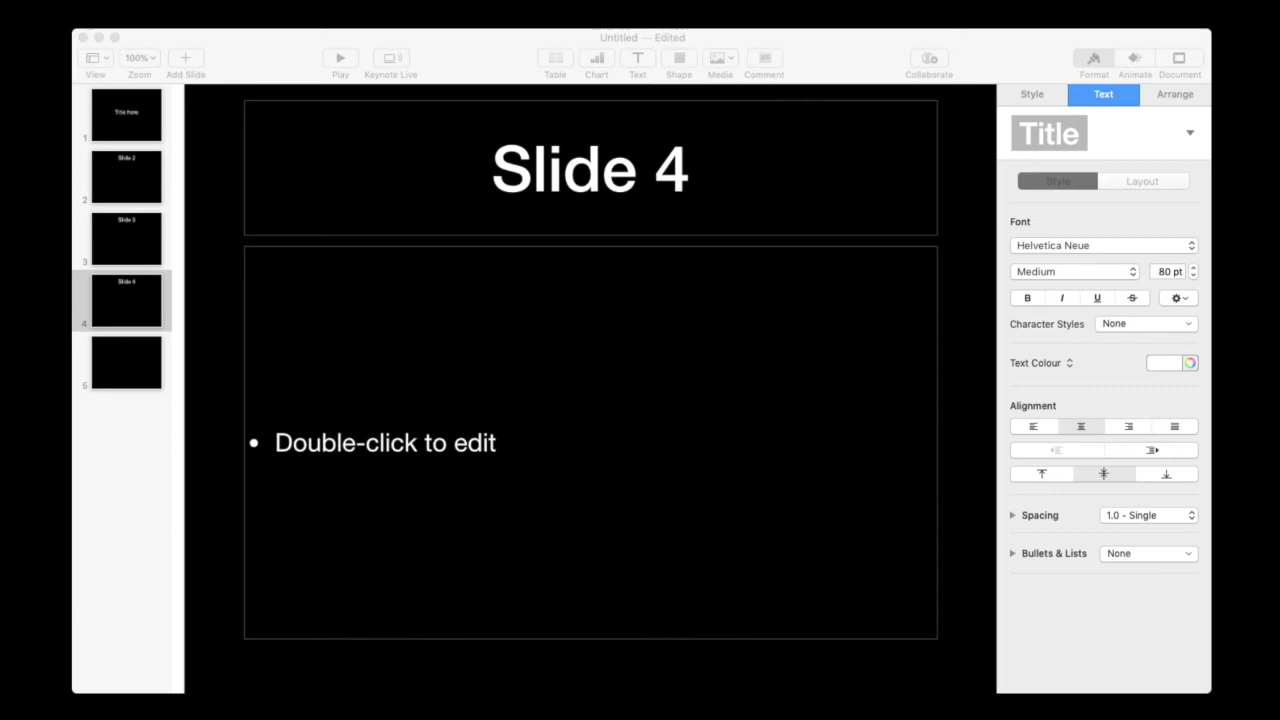 Untitled — Edited
100%
View
Zoom
Add Slide
Play
Keynote Live
Table
Chart
Text
Shape
Media
Comment
Collaborate
Format
Animate
Document
Title here
1
Slide 2
2
Slide 3
3
Slide 4
4
5
Slide 4
• Double-click to edit
Style
Text
Arrange
Title
Style
Layout
Font
Helvetica Neue
Medium
80 pt
B I U S
Character Styles
None
Text Colour
Alignment
Spacing
1.0 - Single
Bullets & Lists
None